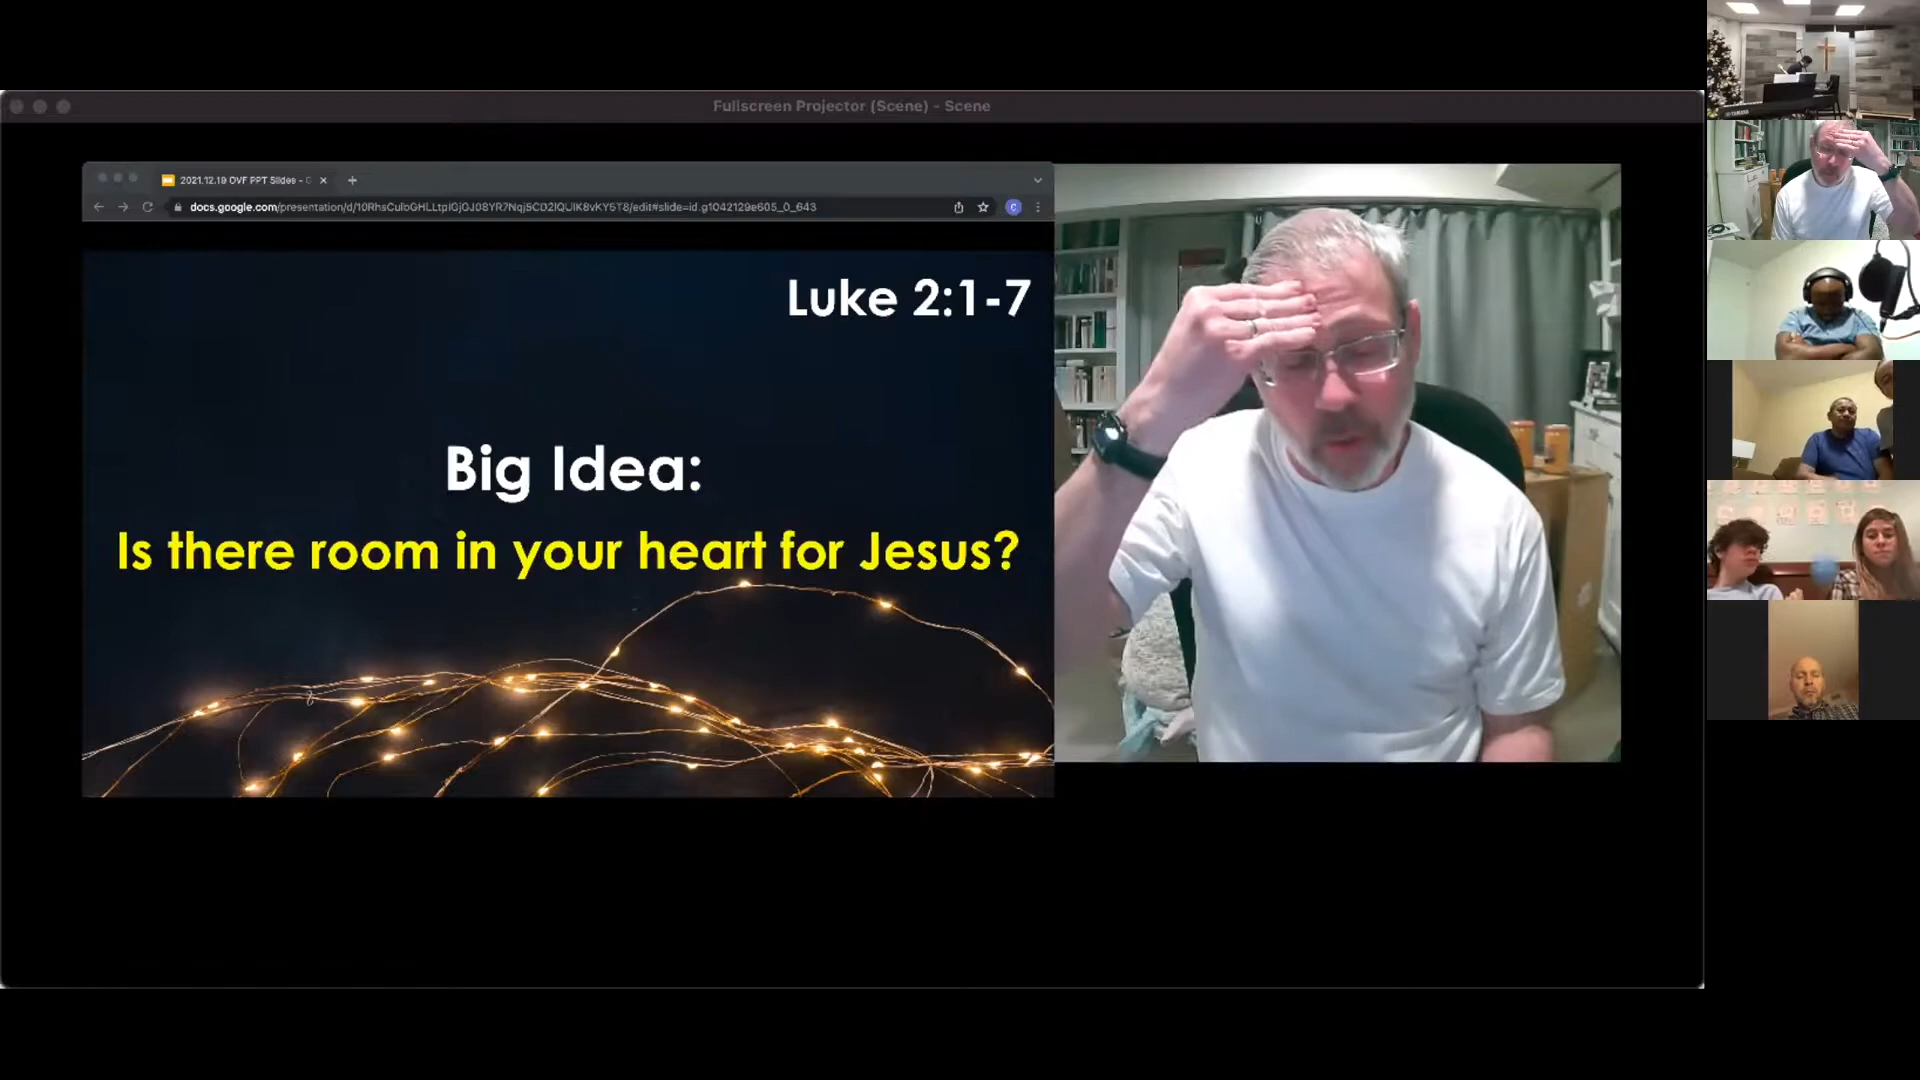 Fullscreen Projector (Scene) - Scene
2021.12.19 OVF PPT Slides -
Luke 2:1-7
Big Idea:
Is there room in your heart for Jesus?
YAMAHA